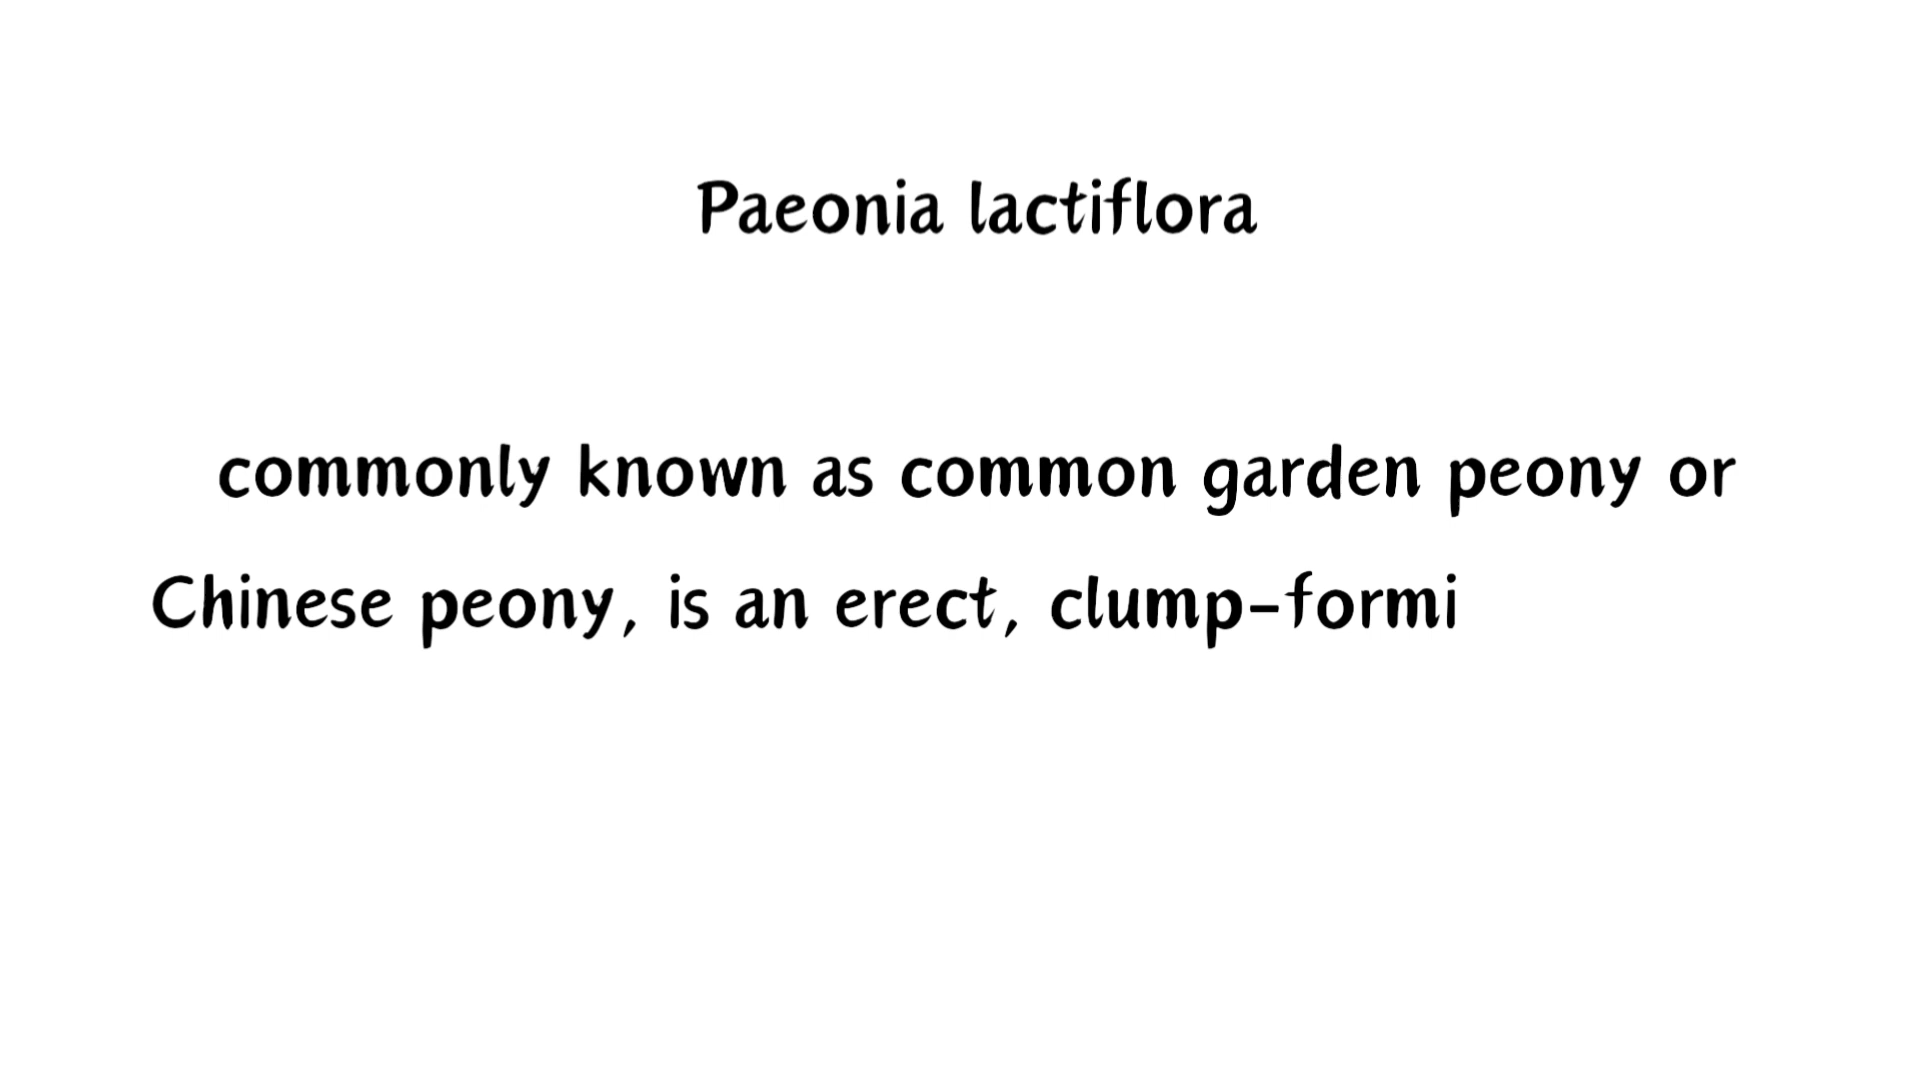 Paeonia lactiflora
commonly known as common garden peony or
Chinese peony, is an erect, clump-formi